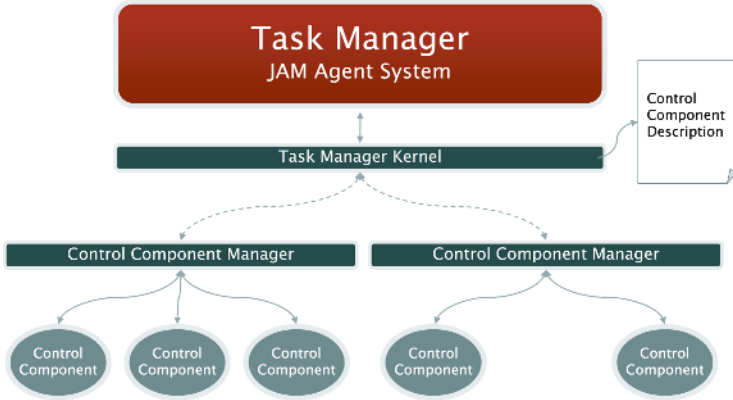 Task Manager
JAM Agent System
Control
Component
Description
Task Manager Kernel
Control Component Manager
Control Component Manager
Control
Component
Control
Component
Control
Component
Control
Component
Control
Component